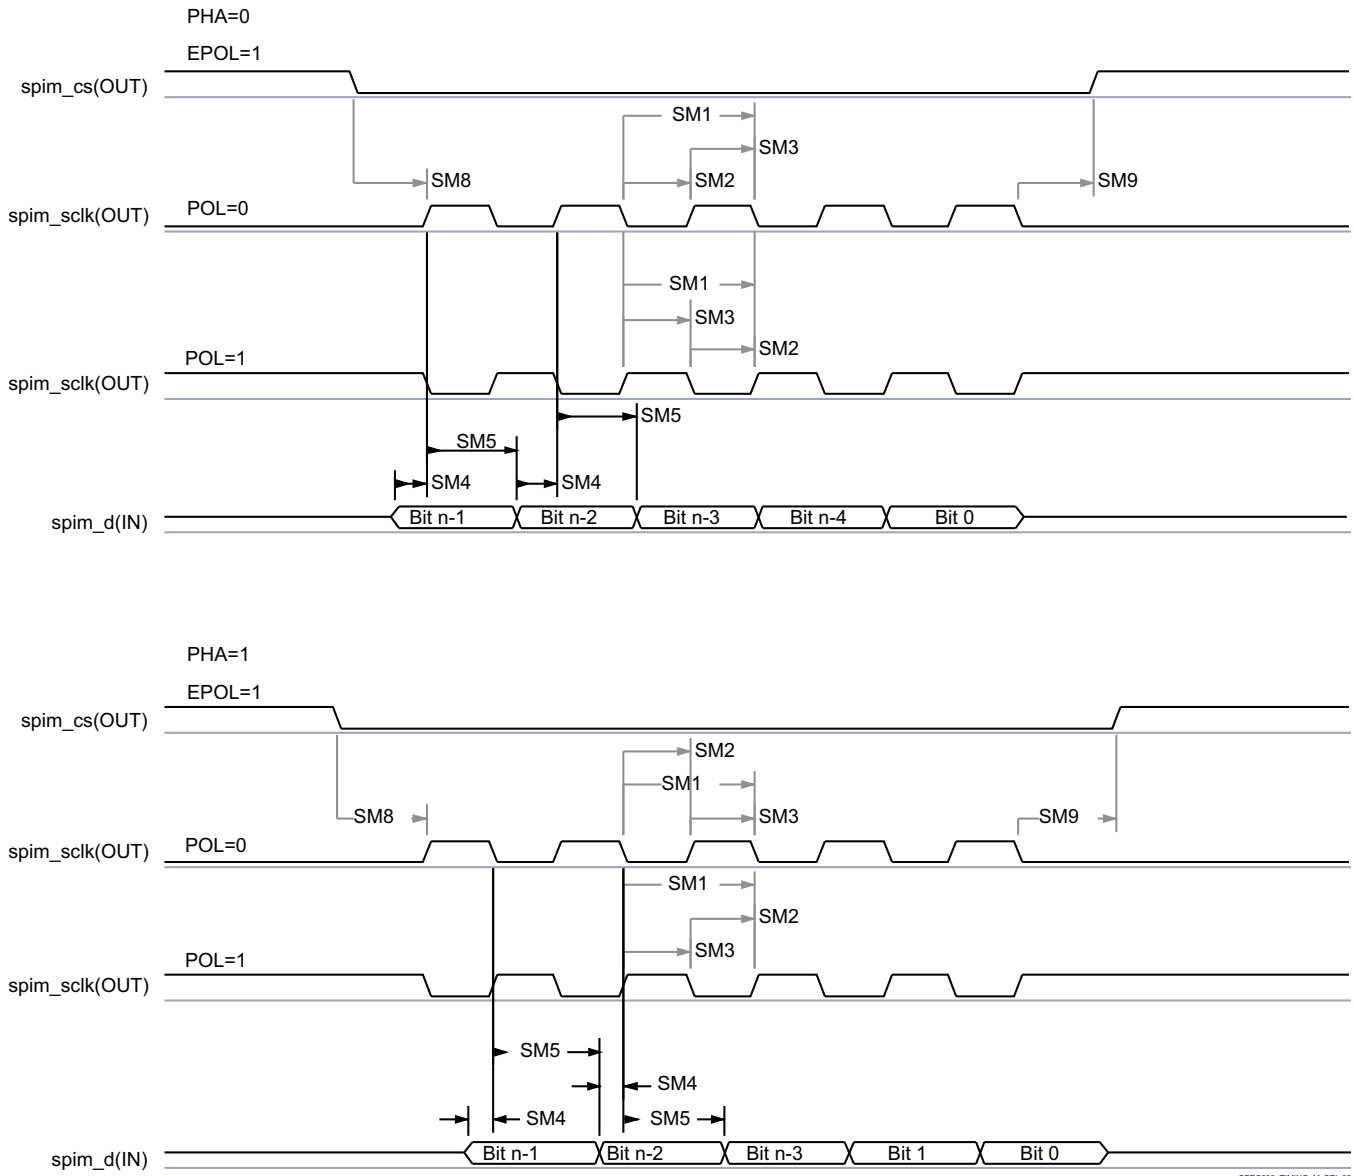 PHA=0
EPOL=1
spim_cs(OUT)
SM1
SM3
SM8
SM2
SM9
POL=0
spim_sclk(OUT)
SM1
SM3
SM2
POL=1
spim_sclk(OUT)
SM5
SM5
SM4
SM4
spim_d(IN)
Bit n-1
Bit n-2
Bit n-3
Bit n-4
Bit 0
PHA=1
EPOL=1
spim_cs(OUT)
SM2
SM1
SM8
SM3
SM9
POL=0
spim_sclk(OUT)
SM1
SM2
SM3
POL=1
spim_sclk(OUT)
SM5
SM4
SM4
SM5
spim_d(IN)
Bit n-1
Bit n-2
Bit n-3
Bit 1
Bit 0